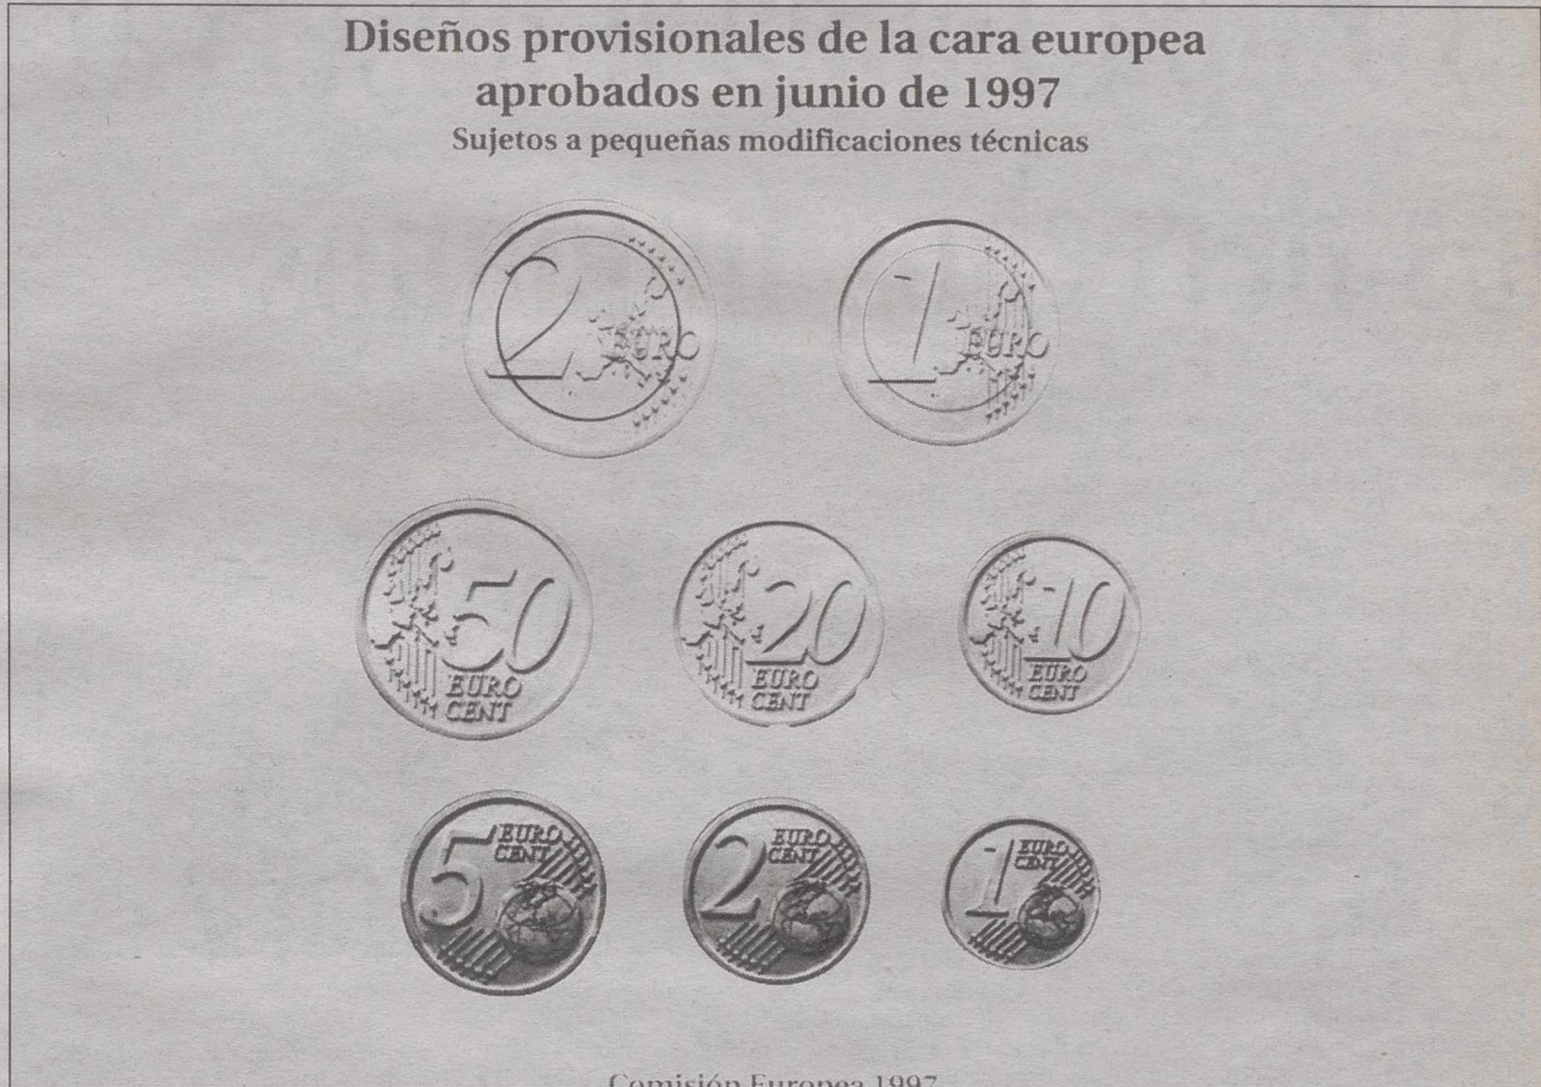 Diseños provisionales de la cara europea
aprobados en junio de 1997
Sujetos a pequeñas modificaciones técnicas
2 EURO
1 EURO
50
EURO
CENT
20
EURO
CENT
10
EURO
CENT
5 EURO
CENT
2 EURO
CENT
1 EURO
CENT
Comisión Europea 1997